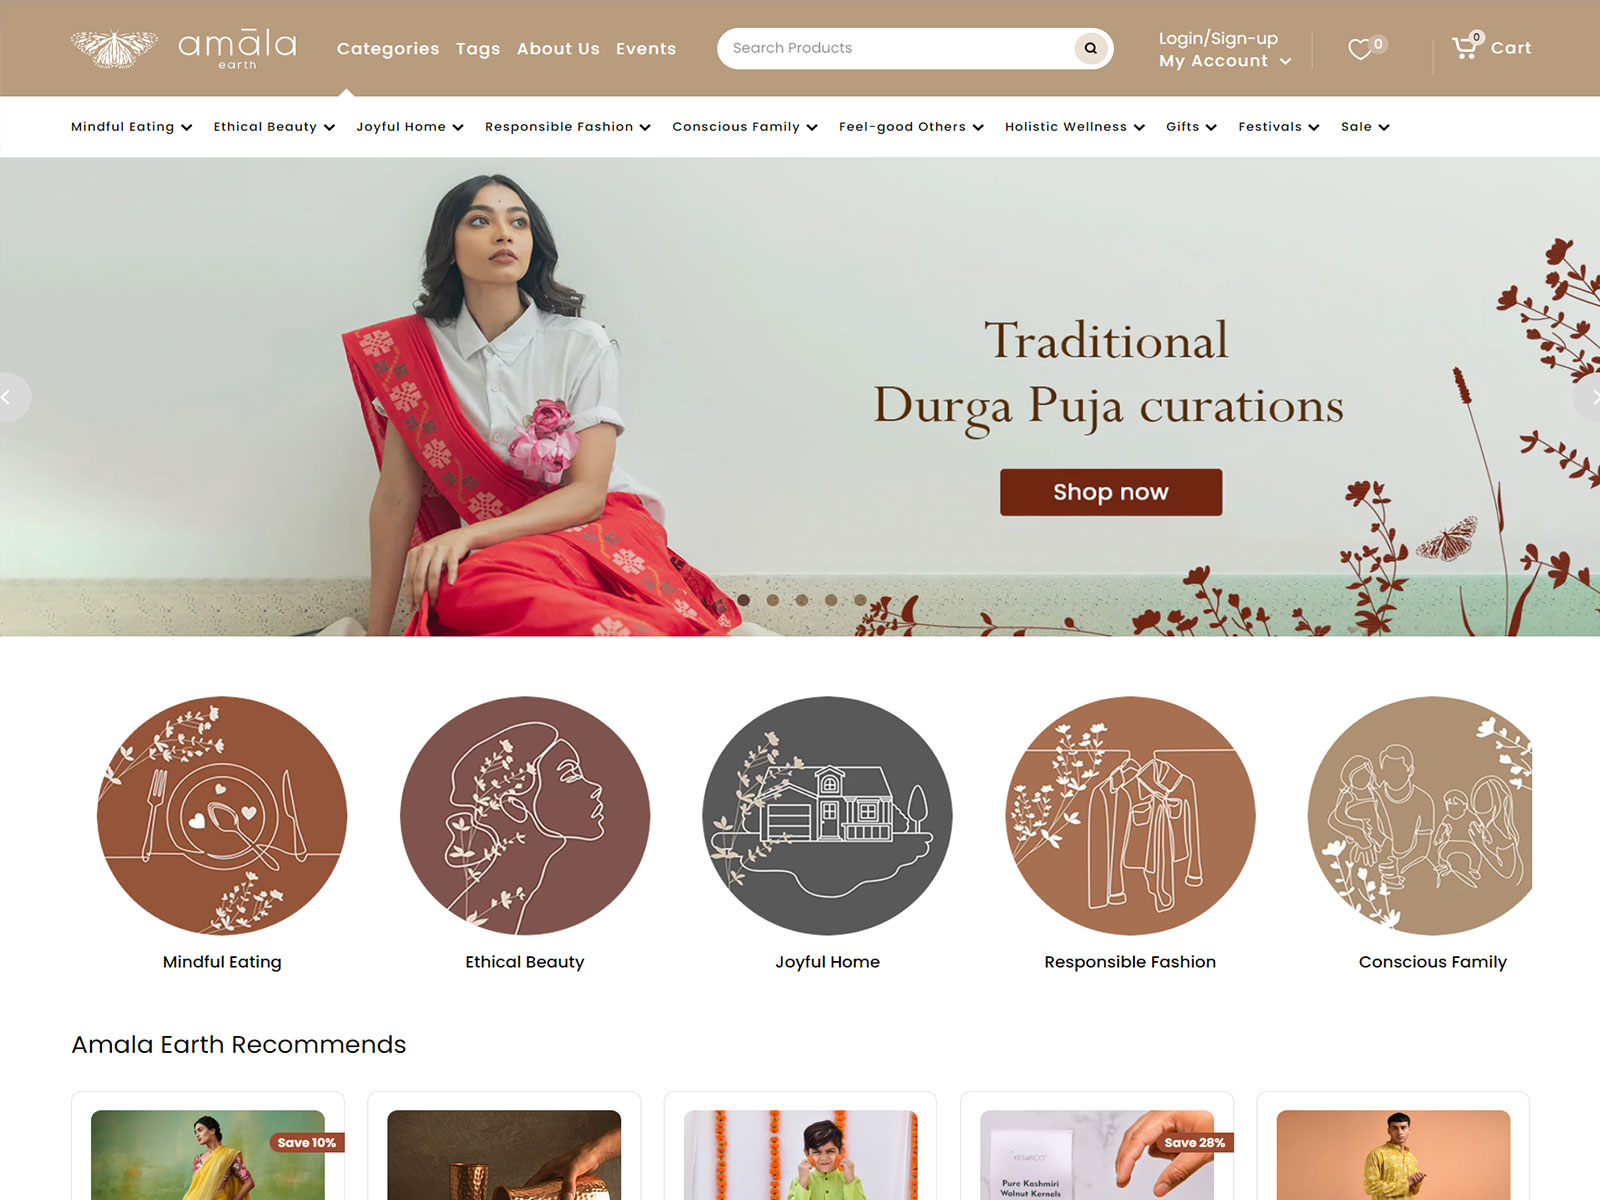 amāla
earth
Categories Tags About Us Events
Search Products
Login/Sign-up
My Account
0
0
Cart
Mindful Eating Ethical Beauty Joyful Home Responsible Fashion Conscious Family Feel-good Others Holistic Wellness Gifts Festivals Sale
Traditional
Durga Puja curations
Shop now
Mindful Eating Ethical Beauty Joyful Home Responsible Fashion Conscious Family
Amala Earth Recommends
Save 10%
Save 28%
Pure Kashmiri
Walnut Kernels